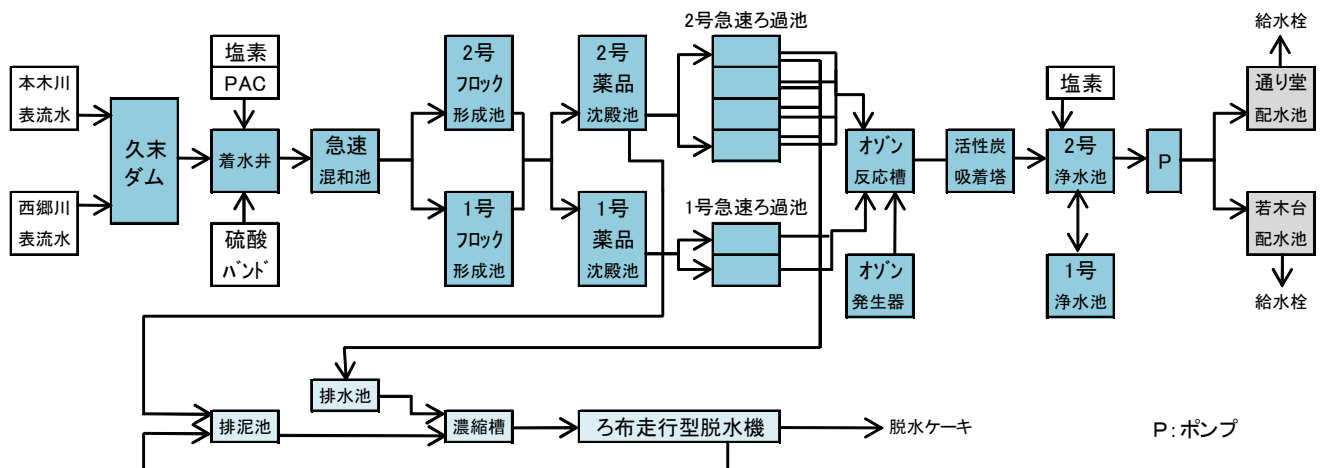 2号急速ろ過池
給水栓
本木川
表流水
塩素
PAC
2号
フロック
形成池
2号
薬品
沈殿池
塩素
通り堂
配水池
久末
ダム
着水井
急速
混和池
オゾン
反応槽
活性炭
吸着塔
2号
浄水池
P
西郷川
表流水
硫酸
バンド
1号
フロック
形成池
1号
薬品
沈殿池
1号急速ろ過池
オゾン
発生器
1号
浄水池
若木台
配水池
給水栓
排水池
排泥池
濃縮槽
ろ布走行型脱水機
脱水ケーキ
P:ポンプ